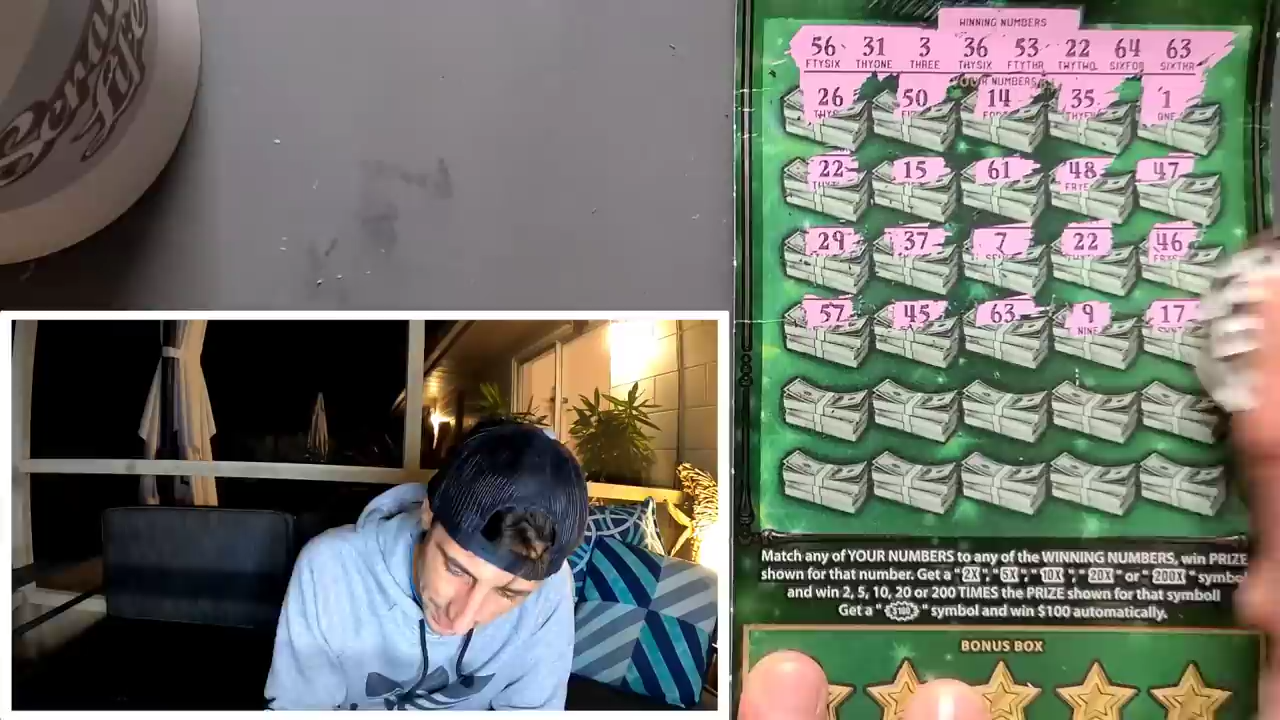 WINNING NUMBERS
56 31 3 36 53 22 64 63
FTYSIX THYONE THREE THYSIX FTYTHR TWYTWO SIXFOR SIXTHR
YOUR NUMBERS
26 50 14 35 1
ONE
22 15 61 48 47
29 37 7 22 46
57 45 63 9 17
NINE
Match any of YOUR NUMBERS to any of the WINNING NUMBERS, win PRIZE
shown for that number. Get a "2X", "5X", "10X", "20X" or "200X" symbol
and win 2, 5, 10, 20 or 200 TIMES the PRIZE shown for that symbol!
Get a "$100" symbol and win $100 automatically.
BONUS BOX